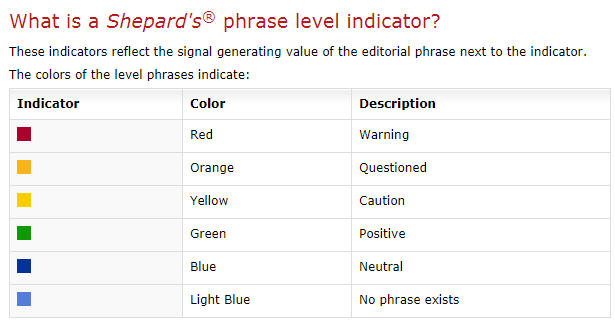 What is a Shepard's® phrase level indicator?
These indicators reflect the signal generating value of the editorial phrase next to the indicator.
The colors of the level phrases indicate:
Indicator Color Description
Red Warning
Orange Questioned
Yellow Caution
Green Positive
Blue Neutral
Light Blue No phrase exists